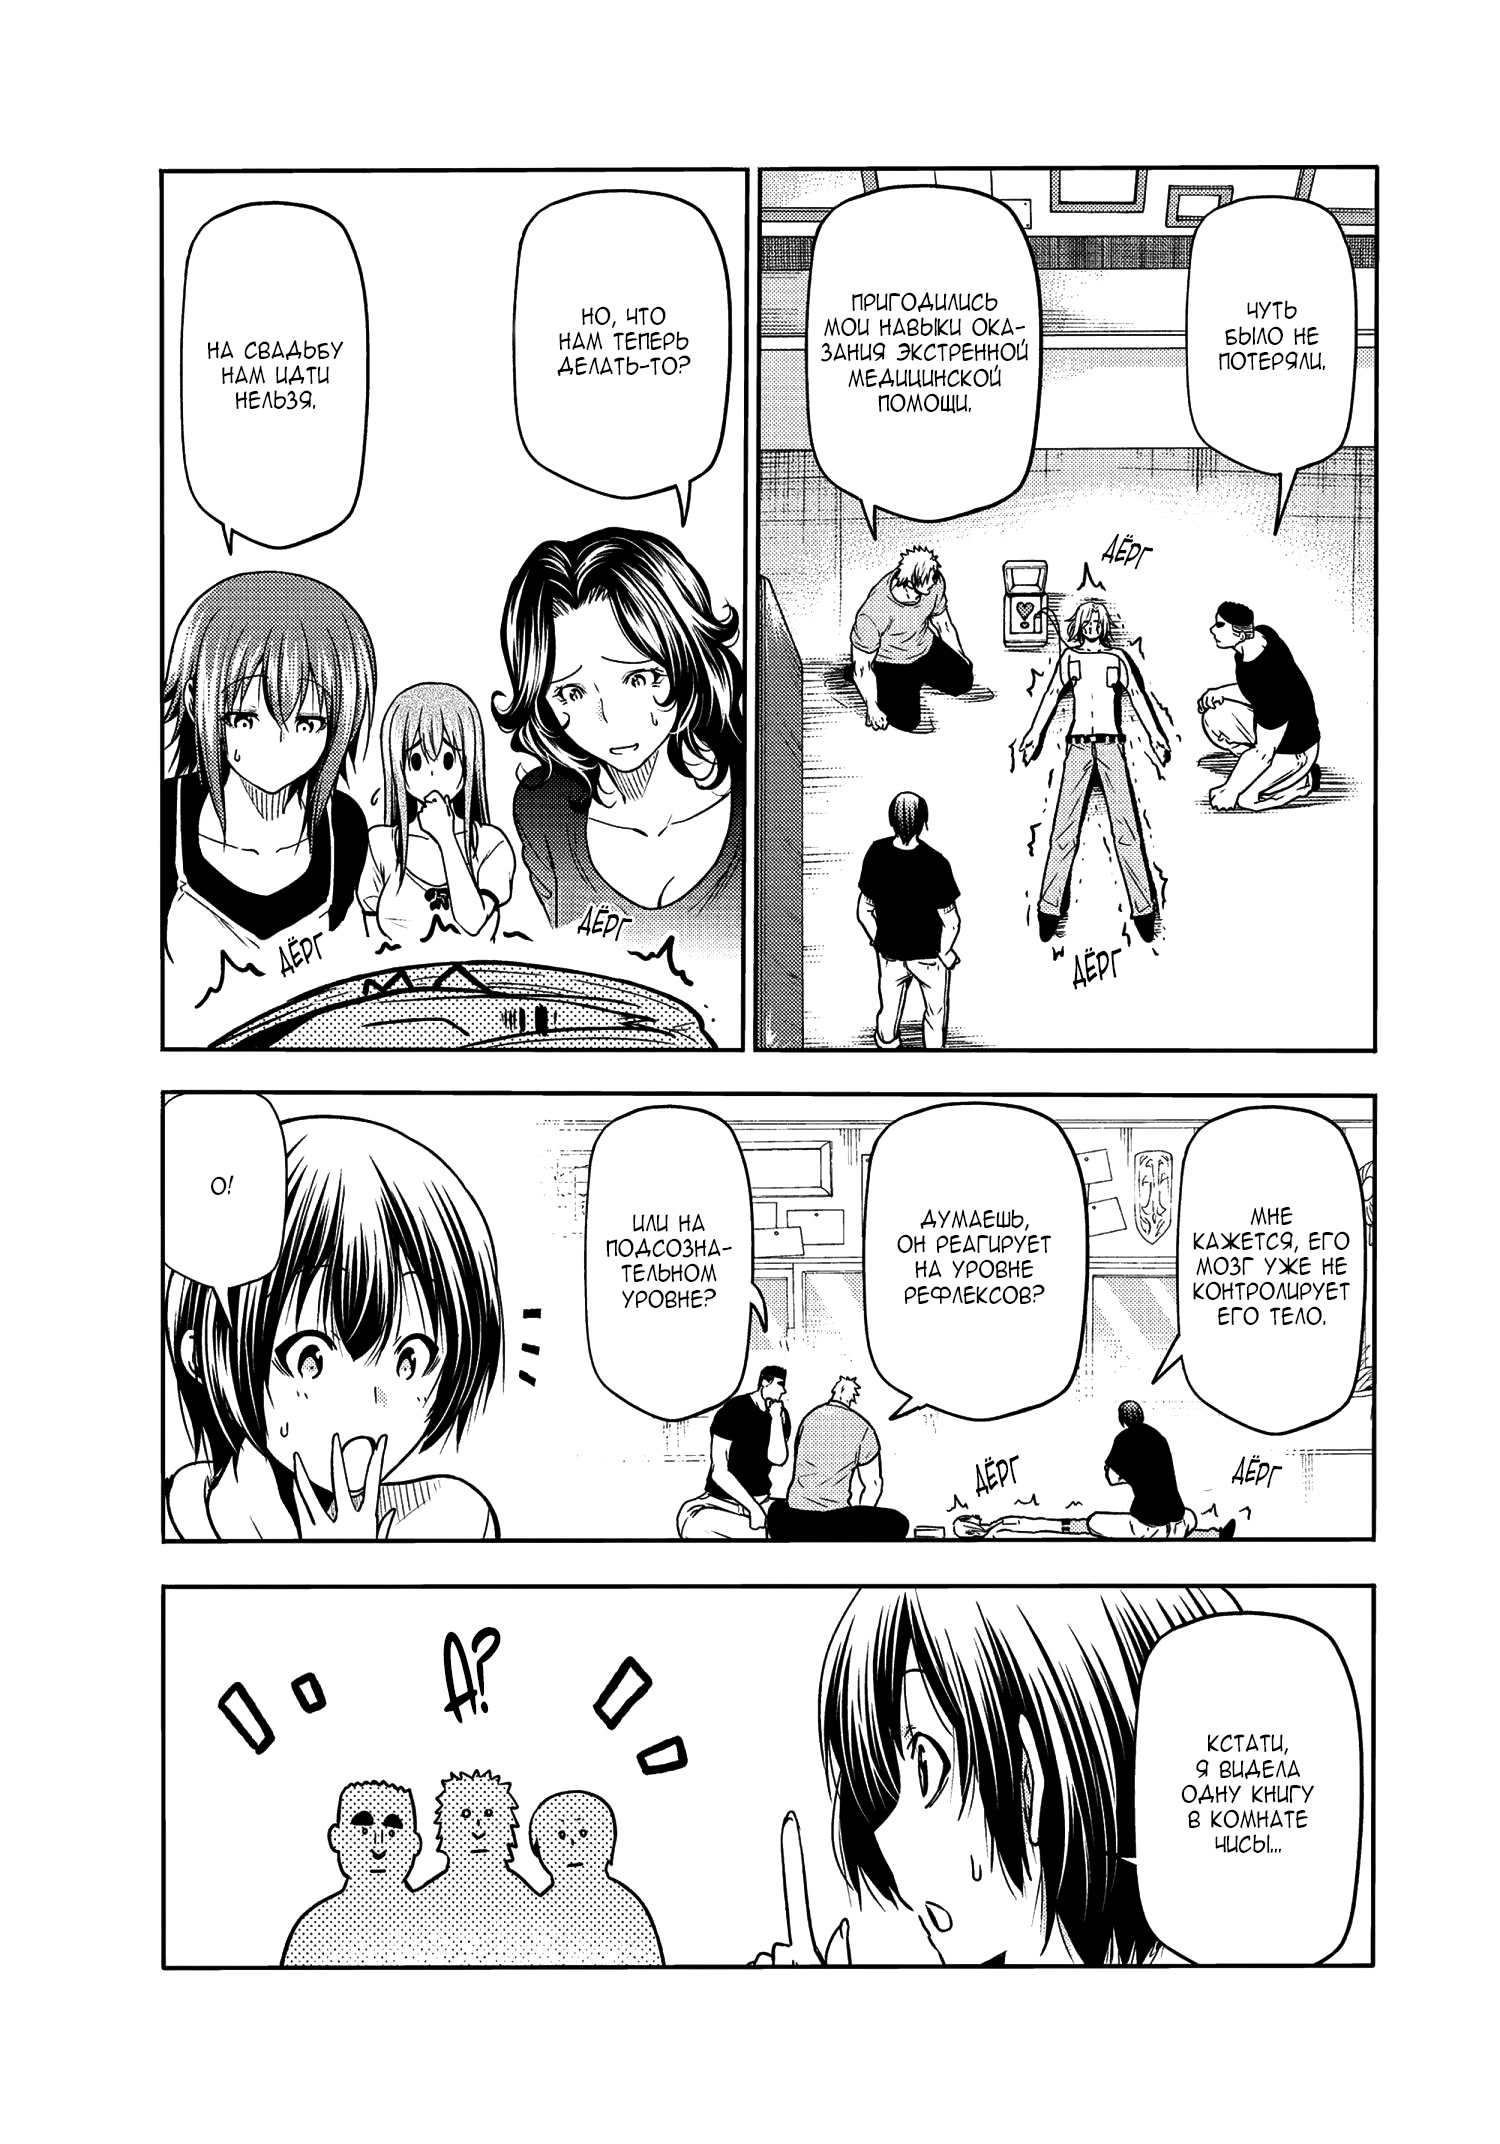 ЧУТЬ
БЫЛО НЕ
ПОТЕРЯЛИ.
ПРИГОДИЛИСЬ
МОИ НАВЫКИ ОКА-
ЗАНИЯ ЭКСТРЕННОЙ
МЕДИЦИНСКОЙ
ПОМОЩИ.
ДЁРГ
ДЁРГ
НО, ЧТО
НАМ ТЕПЕРЬ
ДЕЛАТЬ-ТО?
НА СВАДЬБУ
НАМ ИДТИ
НЕЛЬЗЯ.
ДЁРГ
ДЁРГ
МНЕ
КАЖЕТСЯ, ЕГО
МОЗГ УЖЕ НЕ
КОНТРОЛИРУЕТ
ЕГО ТЕЛО.
ДУМАЕШЬ,
ОН РЕАГИРУЕТ
НА УРОВНЕ
РЕФЛЕКСОВ?
ИЛИ НА
ПОДСОЗНА-
ТЕЛЬНОМ
УРОВНЕ?
ДЁРГ
ДЁРГ
О!
КСТАТИ,
Я ВИДЕЛА
ОДНУ КНИГУ
В КОМНАТЕ
ЧИСЫ...
А?